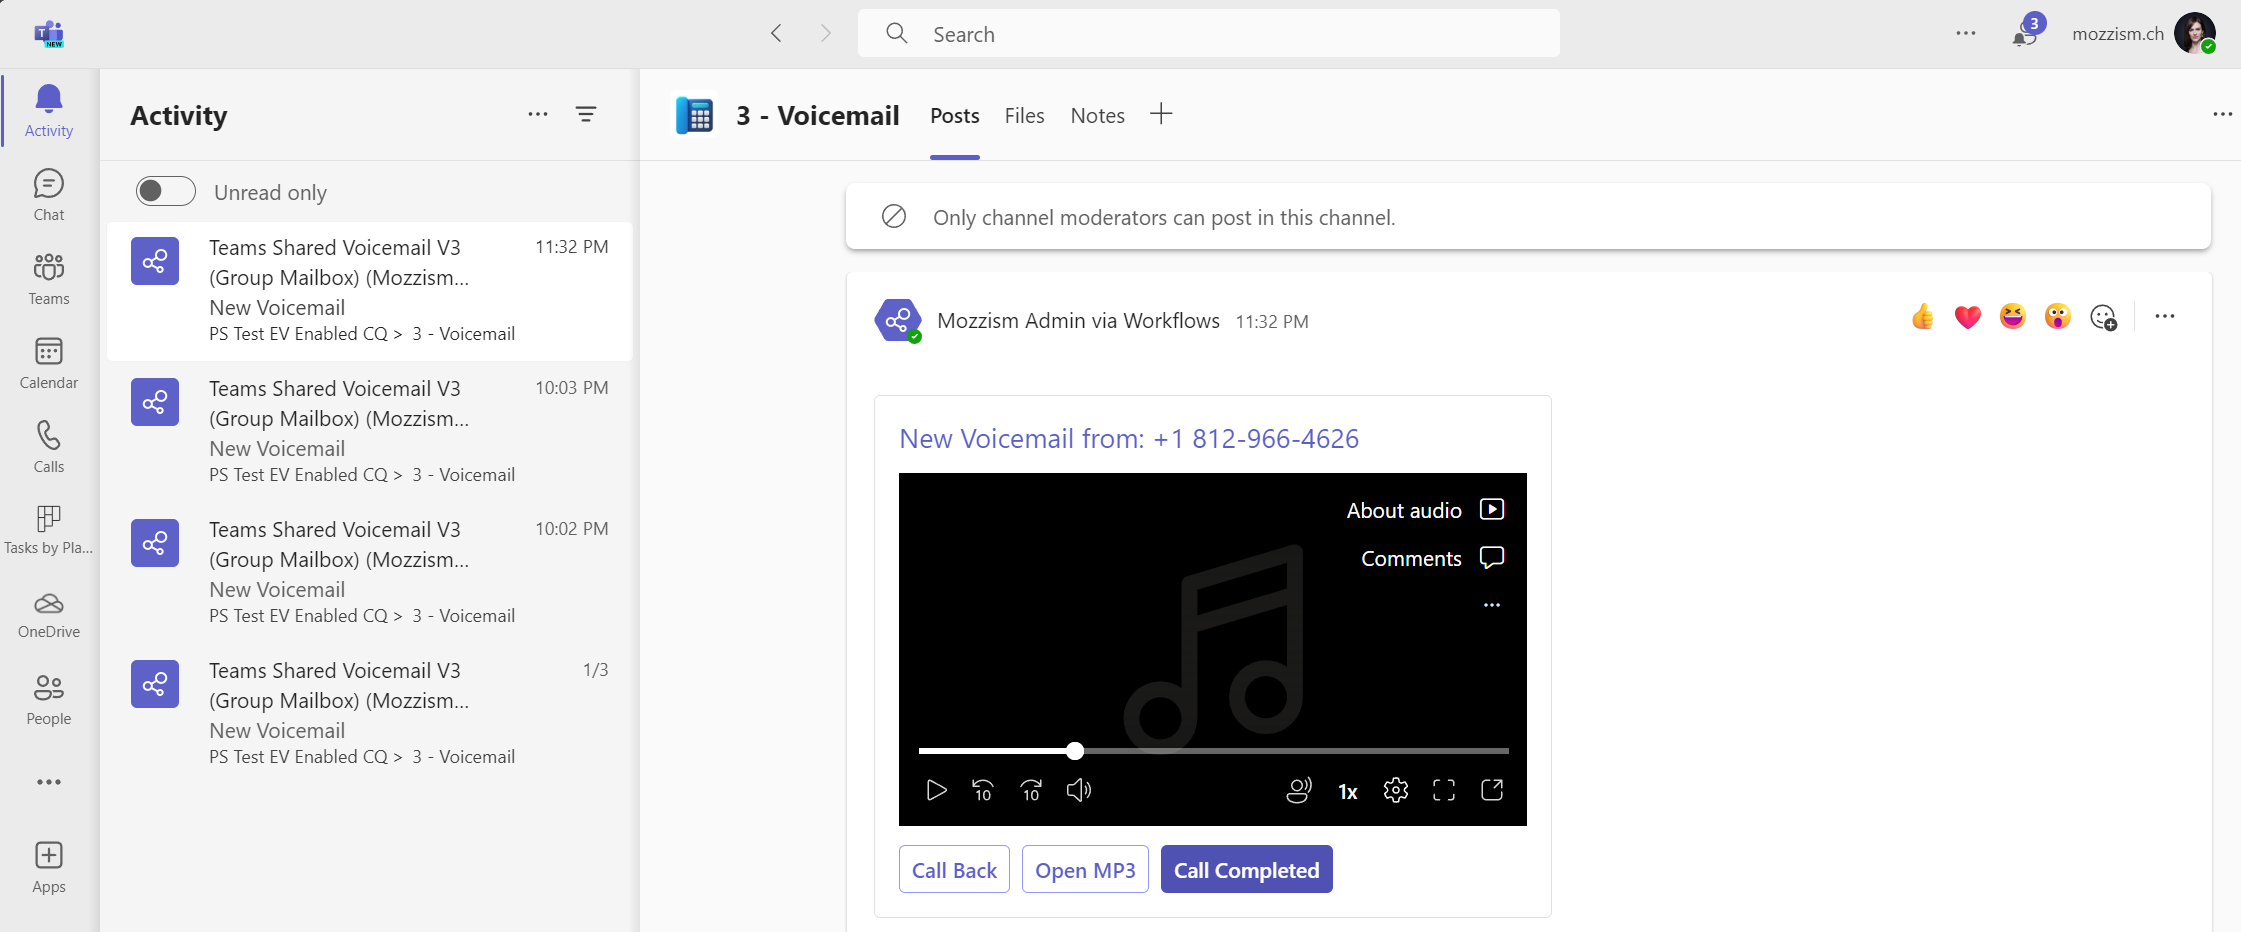 T
NEW
Search
3
mozzism.ch
Activity
Chat
Teams
Calendar
Calls
Tasks by Pla...
OneDrive
People
Apps
Activity
Unread only
Teams Shared Voicemail V3 11:32 PM
(Group Mailbox) (Mozzism...
New Voicemail
PS Test EV Enabled CQ > 3 - Voicemail
Teams Shared Voicemail V3 10:03 PM
(Group Mailbox) (Mozzism...
New Voicemail
PS Test EV Enabled CQ > 3 - Voicemail
Teams Shared Voicemail V3 10:02 PM
(Group Mailbox) (Mozzism...
New Voicemail
PS Test EV Enabled CQ > 3 - Voicemail
Teams Shared Voicemail V3 1/3
(Group Mailbox) (Mozzism...
New Voicemail
PS Test EV Enabled CQ > 3 - Voicemail
3 - Voicemail Posts Files Notes
Only channel moderators can post in this channel.
Mozzism Admin via Workflows 11:32 PM
New Voicemail from: +1 812-966-4626
About audio
Comments
10 10 1x
Call Back Open MP3 Call Completed